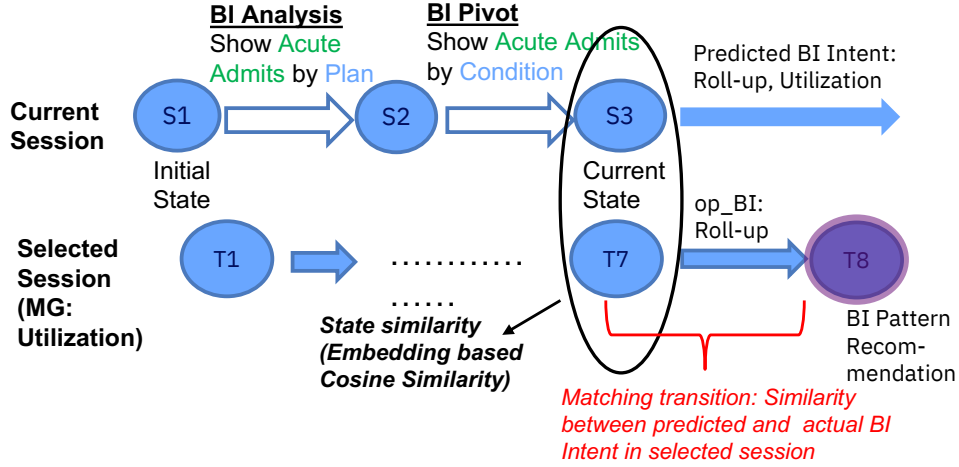 BI Analysis
Show Acute
Admits by Plan
BI Pivot
Show Acute Admits
by Condition
Predicted BI Intent:
Roll-up, Utilization
Current
Session
S1
S2
S3
Initial
State
Current
State
op_BI:
Roll-up
Selected
Session
(MG:
Utilization)
T1
............
......
T7
T8
State similarity
(Embedding based
Cosine Similarity)
BI Pattern
Recom-
mendation
Matching transition: Similarity
between predicted and actual BI
Intent in selected session